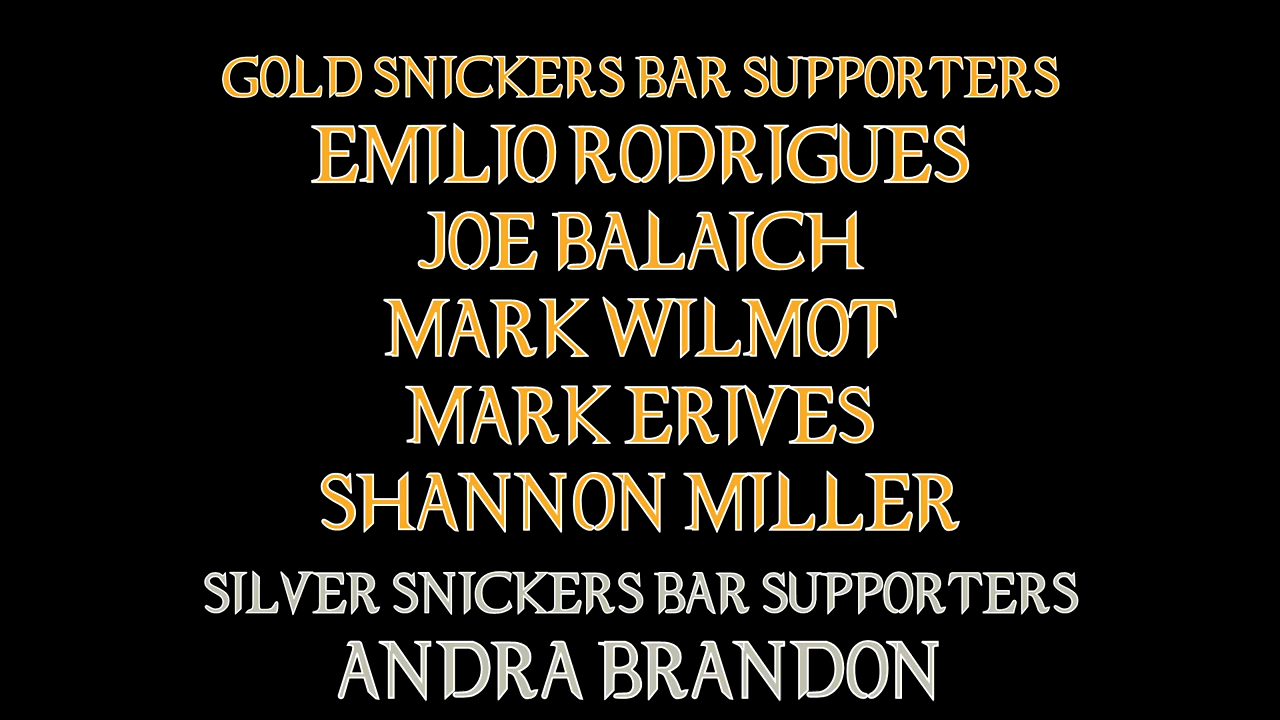 GOLD SNICKERS BAR SUPPORTERS
EMILIO RODRIGUES
JOE BALAICH
MARK WILMOT
MARK ERIVES
SHANNON MILLER
SILVER SNICKERS BAR SUPPORTERS
ANDRA BRANDON